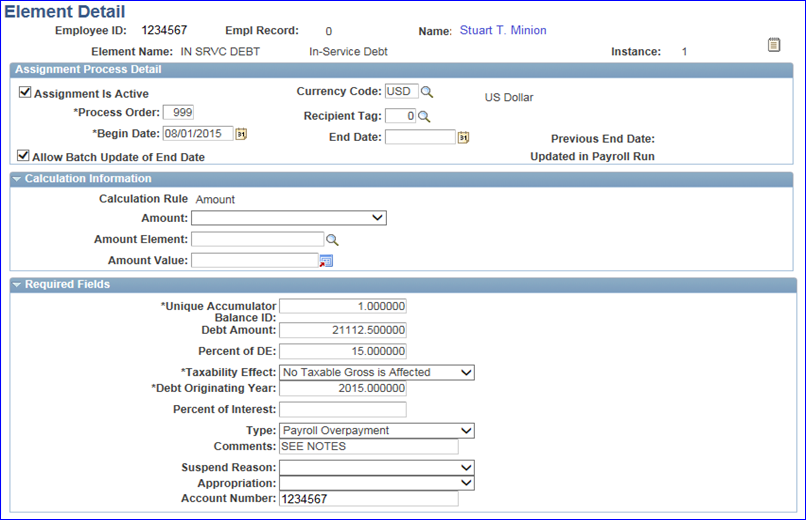 Element Detail
Employee ID: 1234567 Empl Record: 0 Name: Stuart T. Minion
Element Name: IN SRVC DEBT In-Service Debt Instance: 1
Assignment Process Detail
Assignment Is Active Currency Code: USD US Dollar
*Process Order: 999 Recipient Tag: 0
*Begin Date: 08/01/2015 31 End Date: 31 Previous End Date:
Allow Batch Update of End Date Updated in Payroll Run
Calculation Information
Calculation Rule Amount
Amount:
Amount Element:
Amount Value:
Required Fields
*Unique Accumulator 1.000000
Balance ID:
Debt Amount: 21112.500000
Percent of DE: 15.000000
*Taxability Effect: No Taxable Gross is Affected
*Debt Originating Year: 2015.000000
Percent of Interest:
Type: Payroll Overpayment
Comments: SEE NOTES
Suspend Reason:
Appropriation:
Account Number: 1234567